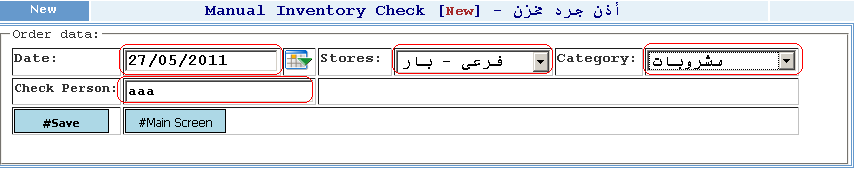 New
Manual Inventory Check [New] - أذن جرد مخزن
Order data:
Date: 27/05/2011 Stores: فرعى - بار Category: مشروبات
Check Person: aaa
#Save #Main Screen